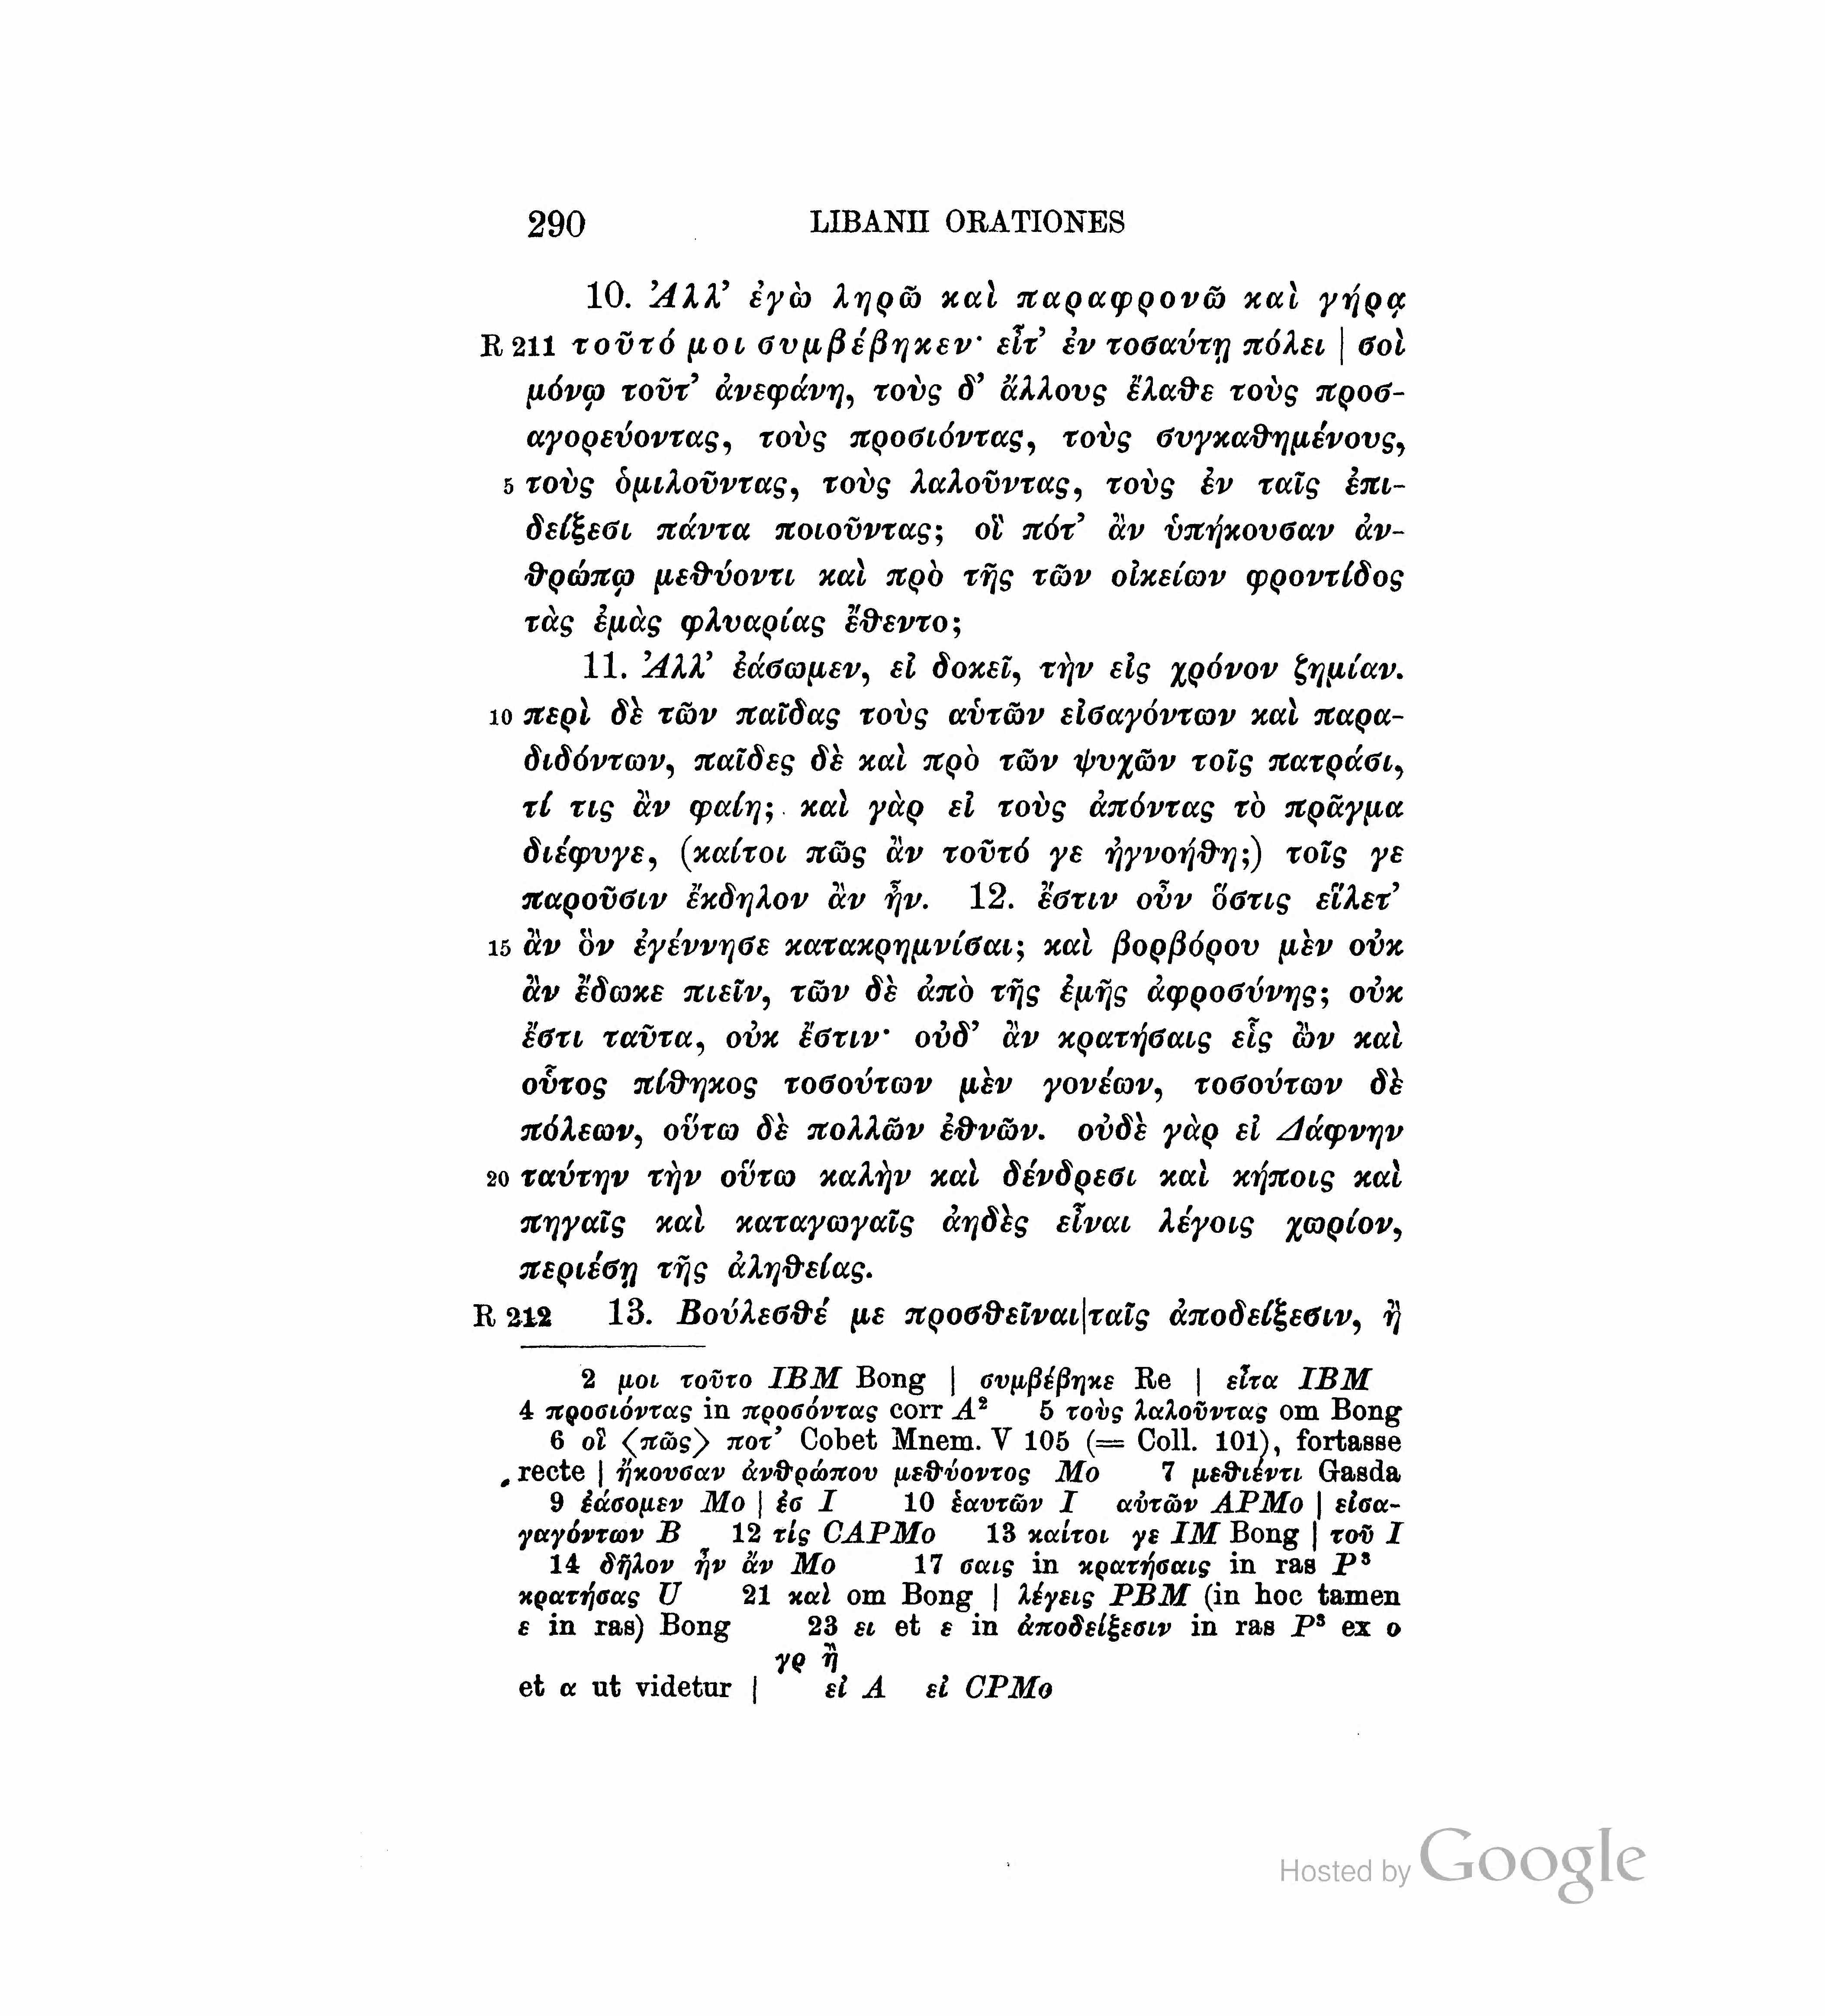 290 LIBANII ORATIONES
10. Ἀλλ’ ἐγὼ ληρῶ καὶ παραφρονῶ καὶ γήρᾳ
R 211 τοῦτό μοι συμβέβηκεν· εἶτ’ ἐν τοσαύτῃ πόλει | σοὶ
μόνῳ τοῦτ’ ἀνεφάνη, τοὺς δ’ ἄλλους ἔλαθε τοὺς προσ-
αγορεύοντας, τοὺς προσιόντας, τοὺς συγκαθημένους,
5 τοὺς ὁμιλοῦντας, τοὺς λαλοῦντας, τοὺς ἐν ταῖς ἐπι-
δείξεσι πάντα ποιοῦντας; οἳ πότ’ ἂν ὑπήκουσαν ἀν-
θρώπῳ μεθύοντι καὶ πρὸ τῆς τῶν οἰκείων φροντίδος
τὰς ἐμὰς φλυαρίας ἔθεντο;
11. Ἀλλ’ ἐάσωμεν, εἰ δοκεῖ, τὴν εἰς χρόνον ζημίαν.
10 περὶ δὲ τῶν παῖδας τοὺς αὑτῶν εἰσαγόντων καὶ παρα-
διδόντων, παῖδες δὲ καὶ πρὸ τῶν ψυχῶν τοῖς πατράσι,
τί τις ἂν φαίη; καὶ γὰρ εἰ τοὺς ἀπόντας τὸ πρᾶγμα
διέφυγε, (καίτοι πῶς ἂν τοῦτό γε ἠγνοήθη;) τοῖς γε
παροῦσιν ἔκδηλον ἂν ἦν. 12. ἔστιν οὖν ὅστις εἵλετ’
15 ἂν ὃν ἐγέννησε κατακρημνίσαι; καὶ βορβόρου μὲν οὐκ
ἂν ἔδωκε πιεῖν, τῶν δὲ ἀπὸ τῆς ἐμῆς ἀφροσύνης; οὐκ
ἔστι ταῦτα, οὐκ ἔστιν· οὐδ’ ἂν κρατήσαις εἷς ὢν καὶ
οὗτος πίθηκος τοσούτων μὲν γονέων, τοσούτων δὲ
πόλεων, οὕτω δὲ πολλῶν ἐθνῶν. οὐδὲ γὰρ εἰ Δάφνην
20 ταύτην τὴν οὕτω καλὴν καὶ δένδρεσι καὶ κήποις καὶ
πηγαῖς καὶ καταγωγαῖς ἀηδὲς εἶναι λέγοις χωρίον,
περιέσῃ τῆς ἀληθείας.
R 212 13. Βούλεσθέ με προσθεῖναι|ταῖς ἀποδείξεσιν, ἢ
2 μοι τοῦτο IBM Bong | συμβέβηκε Re | εἶτα IBM
4 προσιόντας in προσόντας corr A² 5 τοὺς λαλοῦντας om Bong
6 οἳ ⟨πῶς⟩ ποτ’ Cobet Mnem. V 105 (= Coll. 101), fortasse
recte | ἤκουσαν ἀνθρώπου μεθύοντος Mo 7 μεθιέντι Gasda
9 ἐάσομεν Mo | ἐσ I 10 ἑαυτῶν I αὐτῶν APMo | εἰσα-
γαγόντων B 12 τίς CAPMo 13 καίτοι γε IM Bong | τοῦ I
14 δῆλον ἦν ἄν Mo 17 σαις in κρατήσαις in ras P³
κρατήσας U 21 καὶ om Bong | λέγεις PBM (in hoc tamen
ε in ras) Bong 23 ει et ε in ἀποδείξεσιν in ras P³ ex ο
γρ ἢ
et α ut videtur | εἰ A εἰ CPMo
Hosted by Google